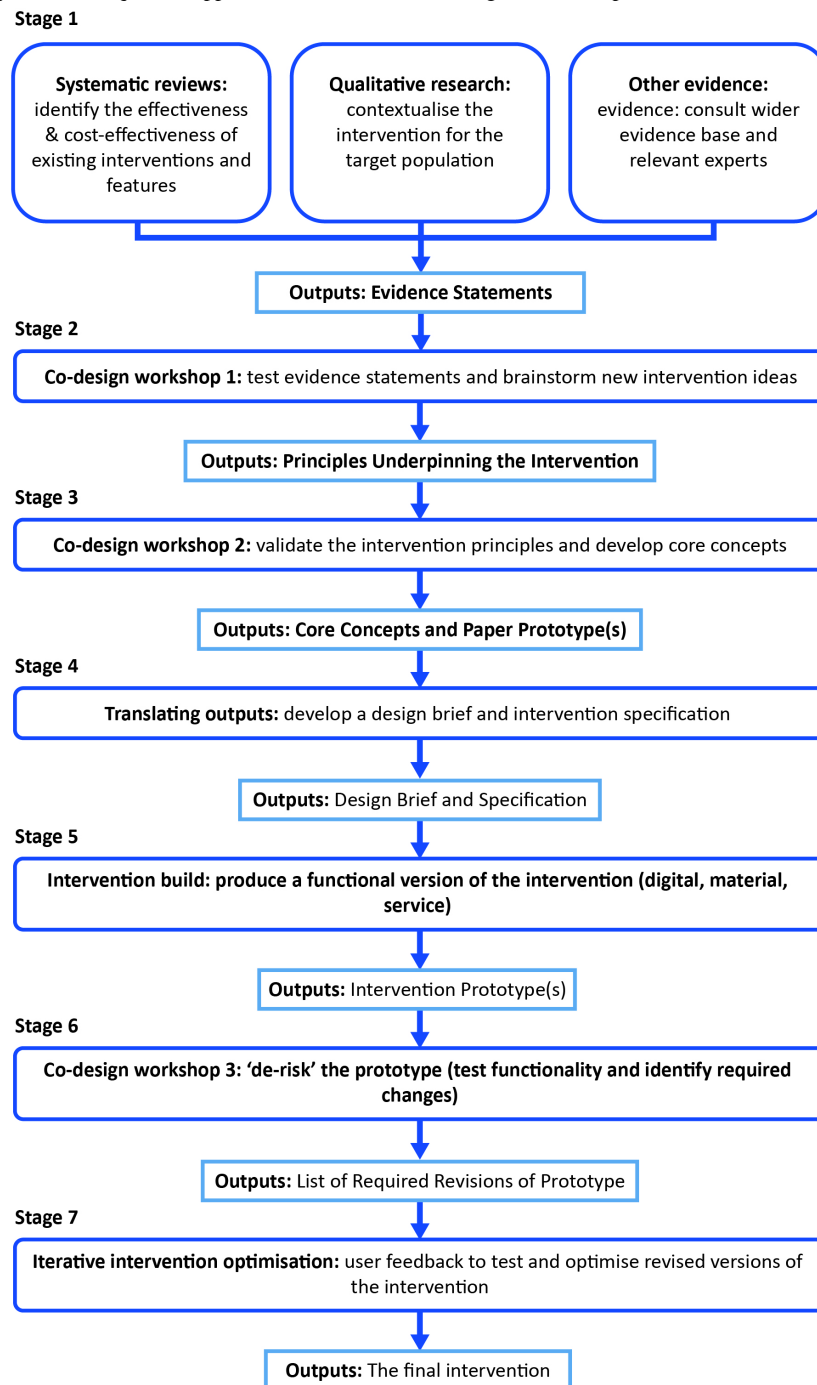 Stage 1
Systematic reviews:
identify the effectiveness
& cost-effectiveness of
existing interventions and
features
Qualitative research:
contextualise the
intervention for the
target population
Other evidence:
evidence: consult wider
evidence base and
relevant experts
Outputs: Evidence Statements
Stage 2
Co-design workshop 1: test evidence statements and brainstorm new intervention ideas
Outputs: Principles Underpinning the Intervention
Stage 3
Co-design workshop 2: validate the intervention principles and develop core concepts
Outputs: Core Concepts and Paper Prototype(s)
Stage 4
Translating outputs: develop a design brief and intervention specification
Outputs: Design Brief and Specification
Stage 5
Intervention build: produce a functional version of the intervention (digital, material,
service)
Outputs: Intervention Prototype(s)
Stage 6
Co-design workshop 3: ‘de-risk’ the prototype (test functionality and identify required
changes)
Outputs: List of Required Revisions of Prototype
Stage 7
Iterative intervention optimisation: user feedback to test and optimise revised versions of
the intervention
Outputs: The final intervention